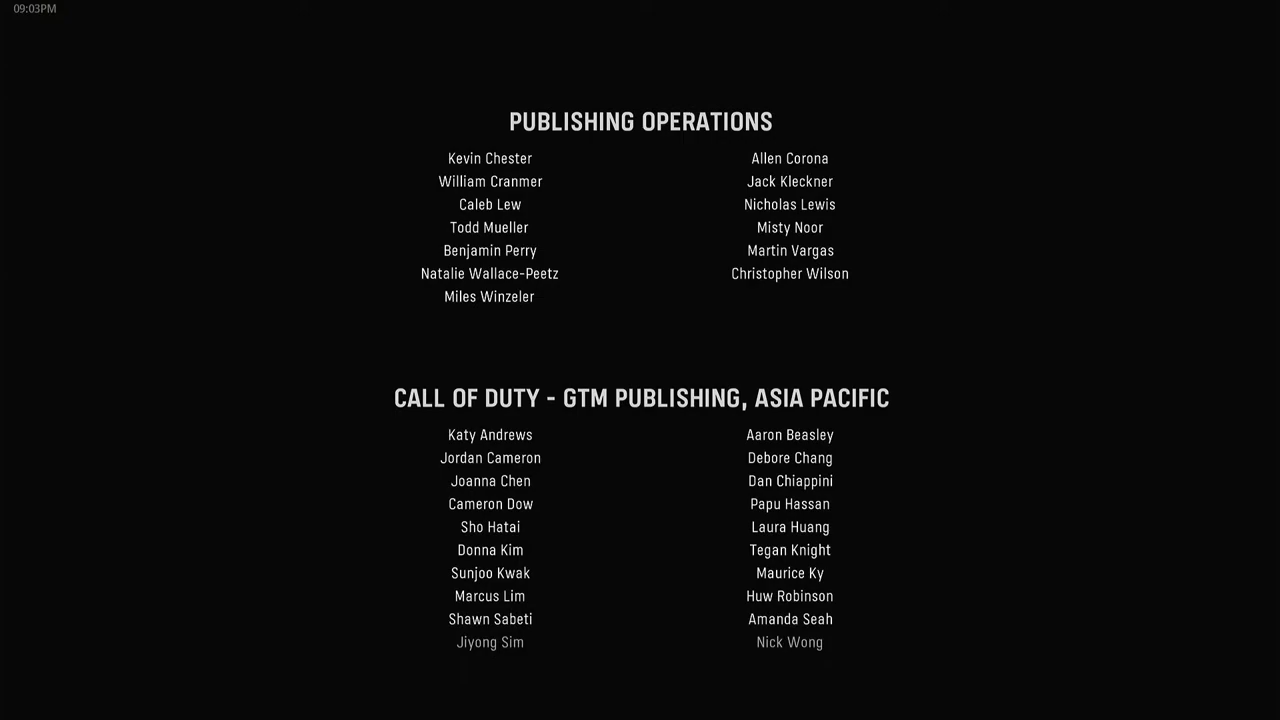 09:03PM
PUBLISHING OPERATIONS
Kevin Chester Allen Corona
William Cranmer Jack Kleckner
Caleb Lew Nicholas Lewis
Todd Mueller Misty Noor
Benjamin Perry Martin Vargas
Natalie Wallace-Peetz Christopher Wilson
Miles Winzeler
CALL OF DUTY - GTM PUBLISHING, ASIA PACIFIC
Katy Andrews Aaron Beasley
Jordan Cameron Debore Chang
Joanna Chen Dan Chiappini
Cameron Dow Papu Hassan
Sho Hatai Laura Huang
Donna Kim Tegan Knight
Sunjoo Kwak Maurice Ky
Marcus Lim Huw Robinson
Shawn Sabeti Amanda Seah
Jiyong Sim Nick Wong